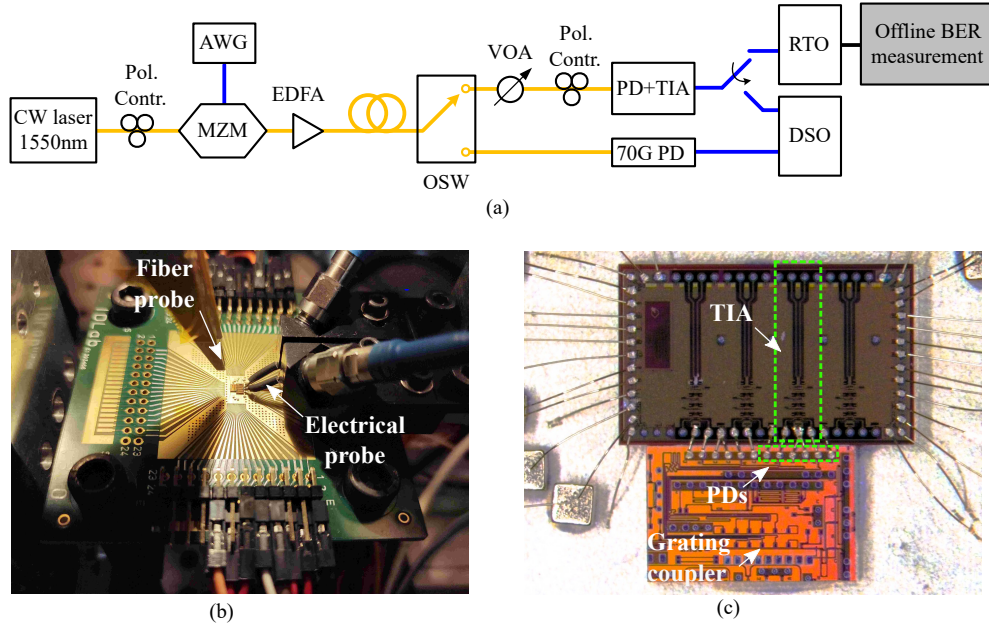 AWG
Pol.
Contr.
CW laser
1550nm
MZM
EDFA
OSW
VOA
Pol.
Contr.
PD+TIA
70G PD
RTO
DSO
Offline BER
measurement
(a)
Fiber
probe
IDLab
Electrical
probe
(b)
TIA
PDs
Grating
coupler
(c)